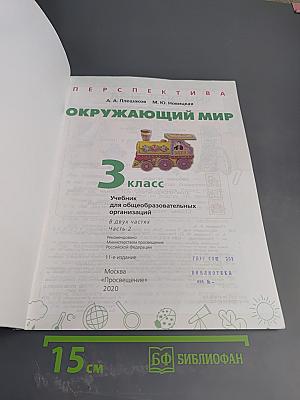 ПЕРСПЕКТИВА
А. А. Плешаков М. Ю. Новицкая
ОКРУЖАЮЩИЙ МИР
3 класс
Учебник
для общеобразовательных
организаций
В двух частях
Часть 2
Рекомендовано
Министерством просвещения
Российской Федерации
11-е издание
Москва
«Просвещение»
2020
БИБЛИОТЕКА
15 СМ
БФ БИБЛИОФАН